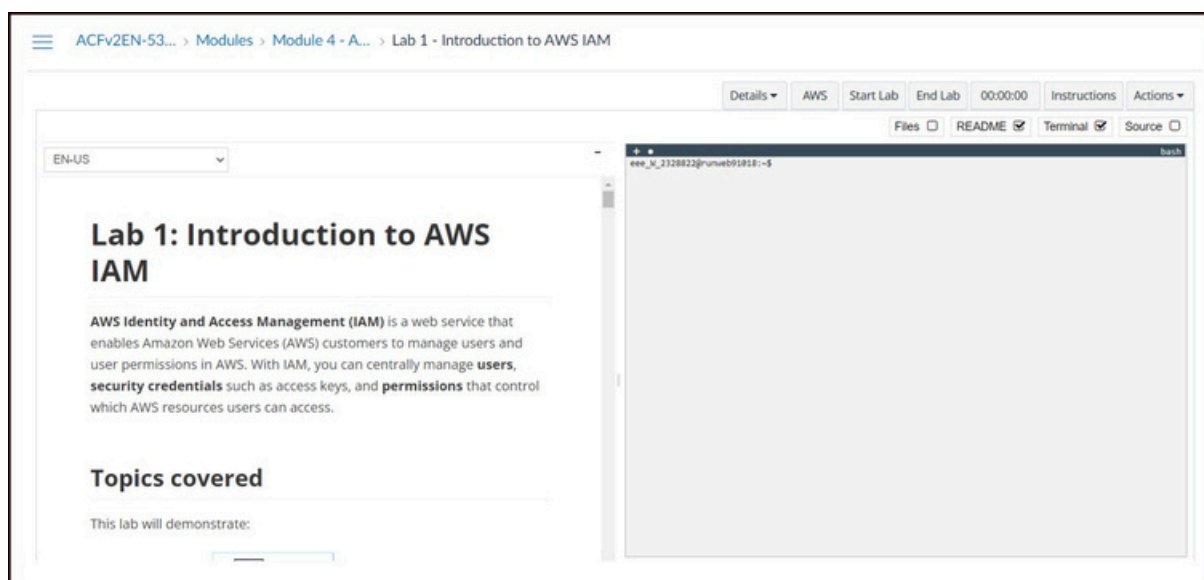 ACFv2EN-53... > Modules > Module 4 - A... > Lab 1 - Introduction to AWS IAM
Details AWS Start Lab End Lab 00:00:00 Instructions Actions
Files README Terminal Source
EN-US
bash
eee_W_2328822@runweb91018:~$
Lab 1: Introduction to AWS
IAM
AWS Identity and Access Management (IAM) is a web service that
enables Amazon Web Services (AWS) customers to manage users and
user permissions in AWS. With IAM, you can centrally manage users,
security credentials such as access keys, and permissions that control
which AWS resources users can access.
Topics covered
This lab will demonstrate: